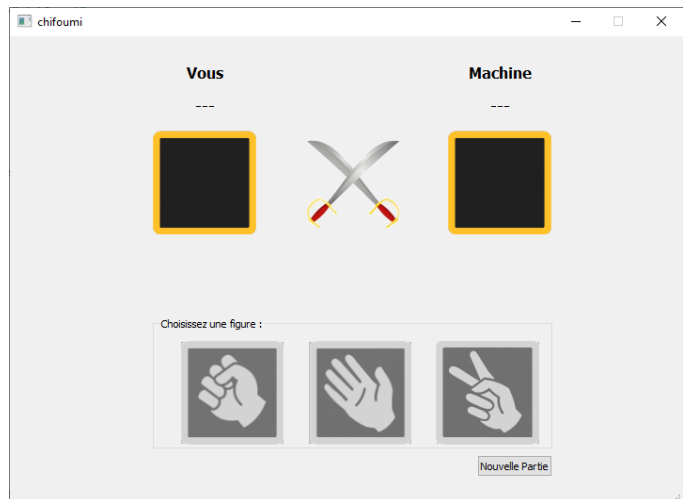 chifoumi
Vous
Machine
---
---
Choisissez une figure :
Nouvelle Partie